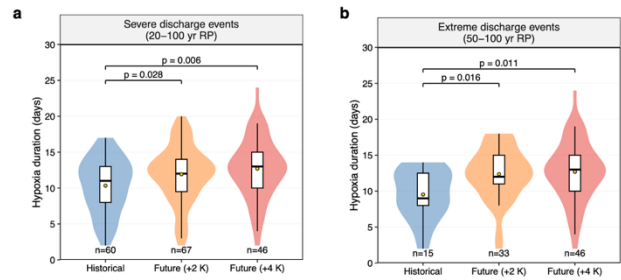 a
Severe discharge events
(20−100 yr RP)
Hypoxia duration (days)
30
25
20
15
10
5
0
p = 0.006
p = 0.028
n=60
n=67
n=46
Historical
Future (+2 K)
Future (+4 K)
b
Extreme discharge events
(50−100 yr RP)
Hypoxia duration (days)
30
25
20
15
10
5
0
p = 0.011
p = 0.016
n=15
n=33
n=46
Historical
Future (+2 K)
Future (+4 K)